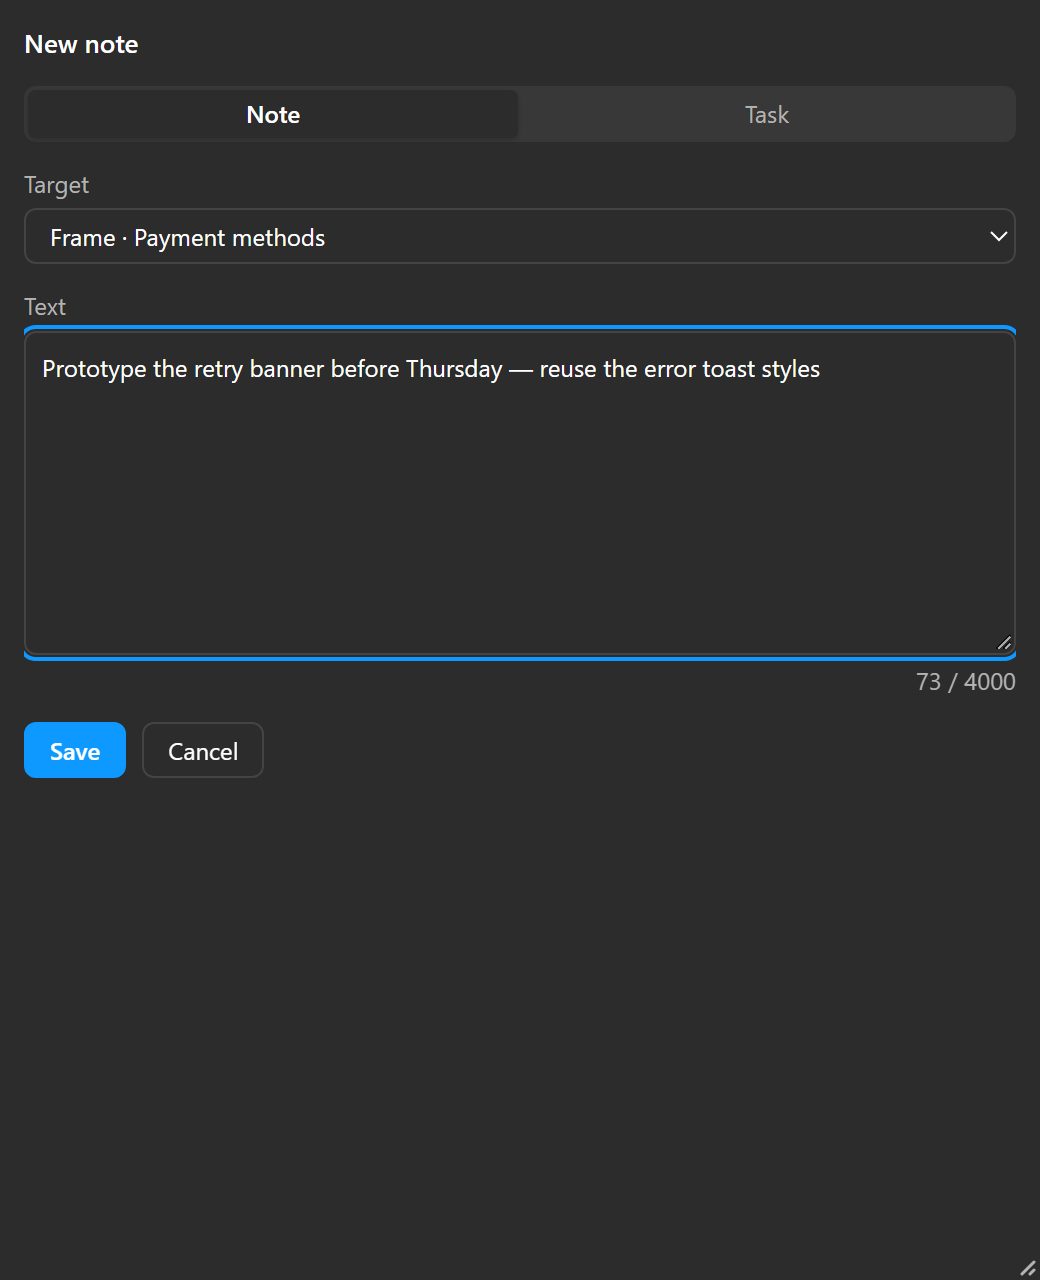 New note
Note
Task
Target
Frame · Payment methods
Text
Prototype the retry banner before Thursday — reuse the error toast styles
73 / 4000
Save
Cancel